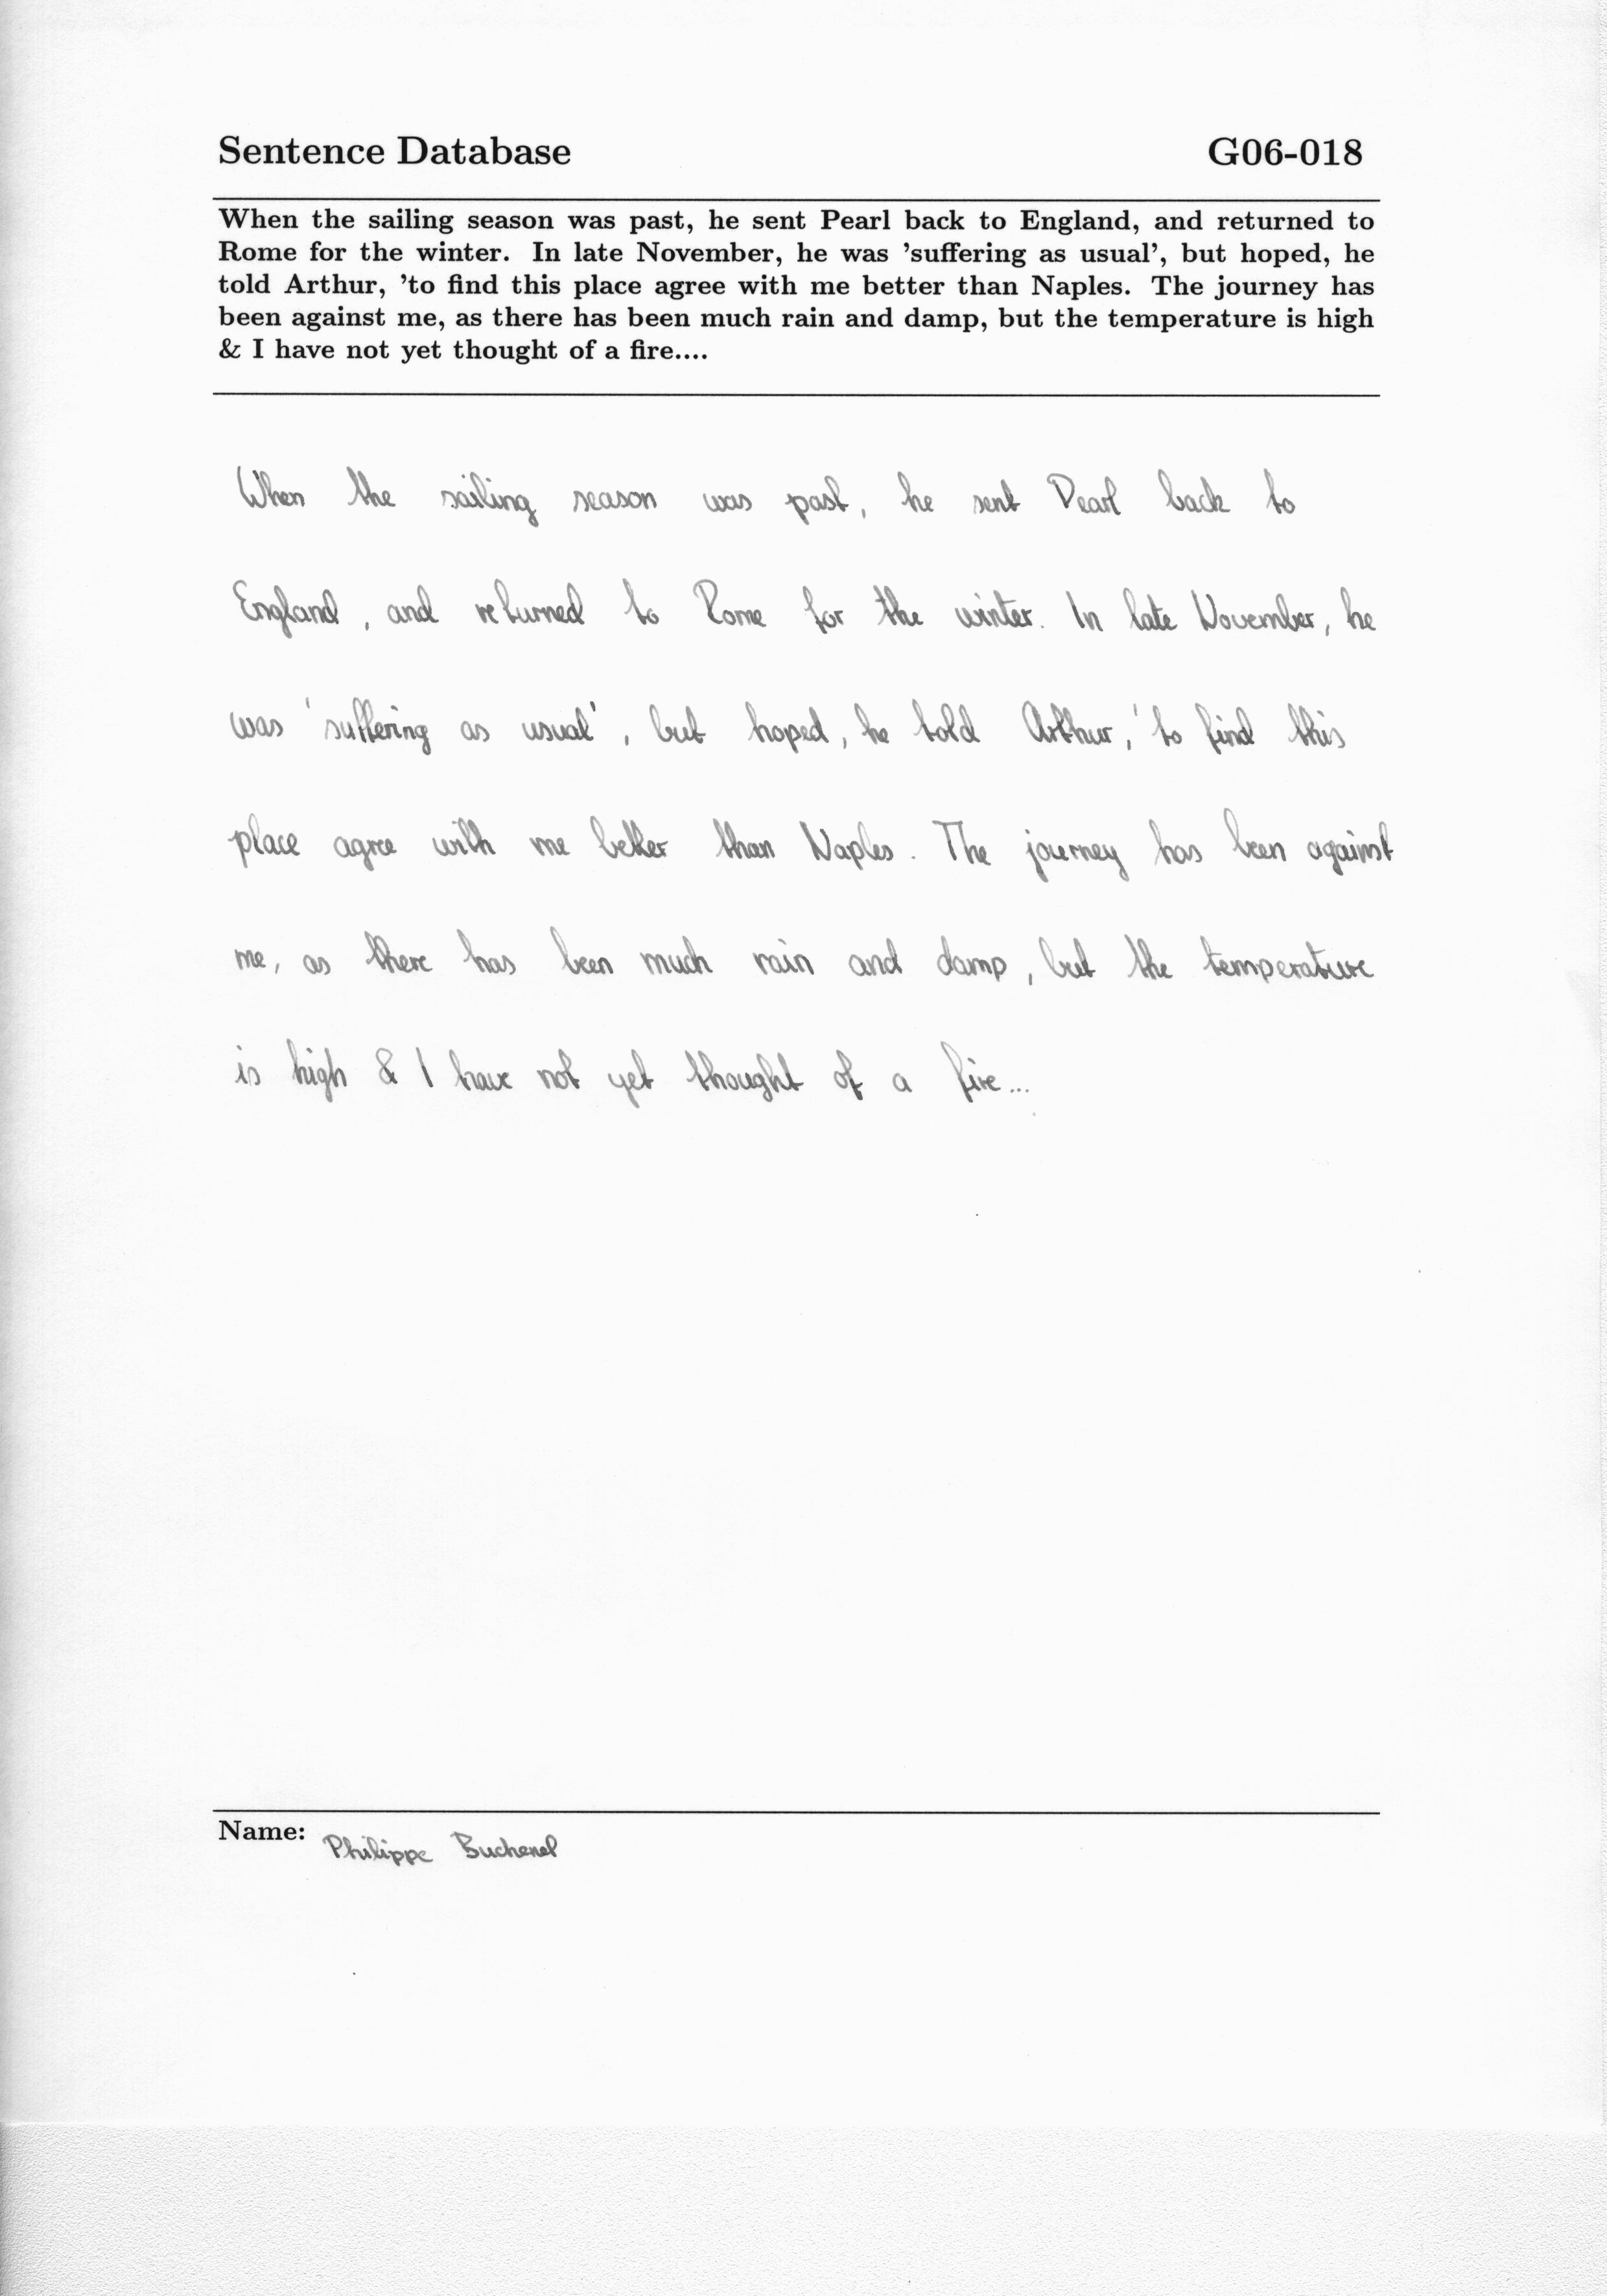 Sentence Database G06-018
When the sailing season was past, he sent Pearl back to England, and returned to
Rome for the winter. In late November, he was 'suffering as usual', but hoped, he
told Arthur, 'to find this place agree with me better than Naples. The journey has
been against me, as there has been much rain and damp, but the temperature is high
& I have not yet thought of a fire....
When the sailing season was past, he sent Pearl back to
England, and returned to Rome for the winter. In late November, he
was 'suffering as usual', but hoped, he told Arthur, 'to find this
place agree with me better than Naples. The journey has been against
me, as there has been much rain and damp, but the temperature
is high & I have not yet thought of a fire...
Name: Philippe Buchenel